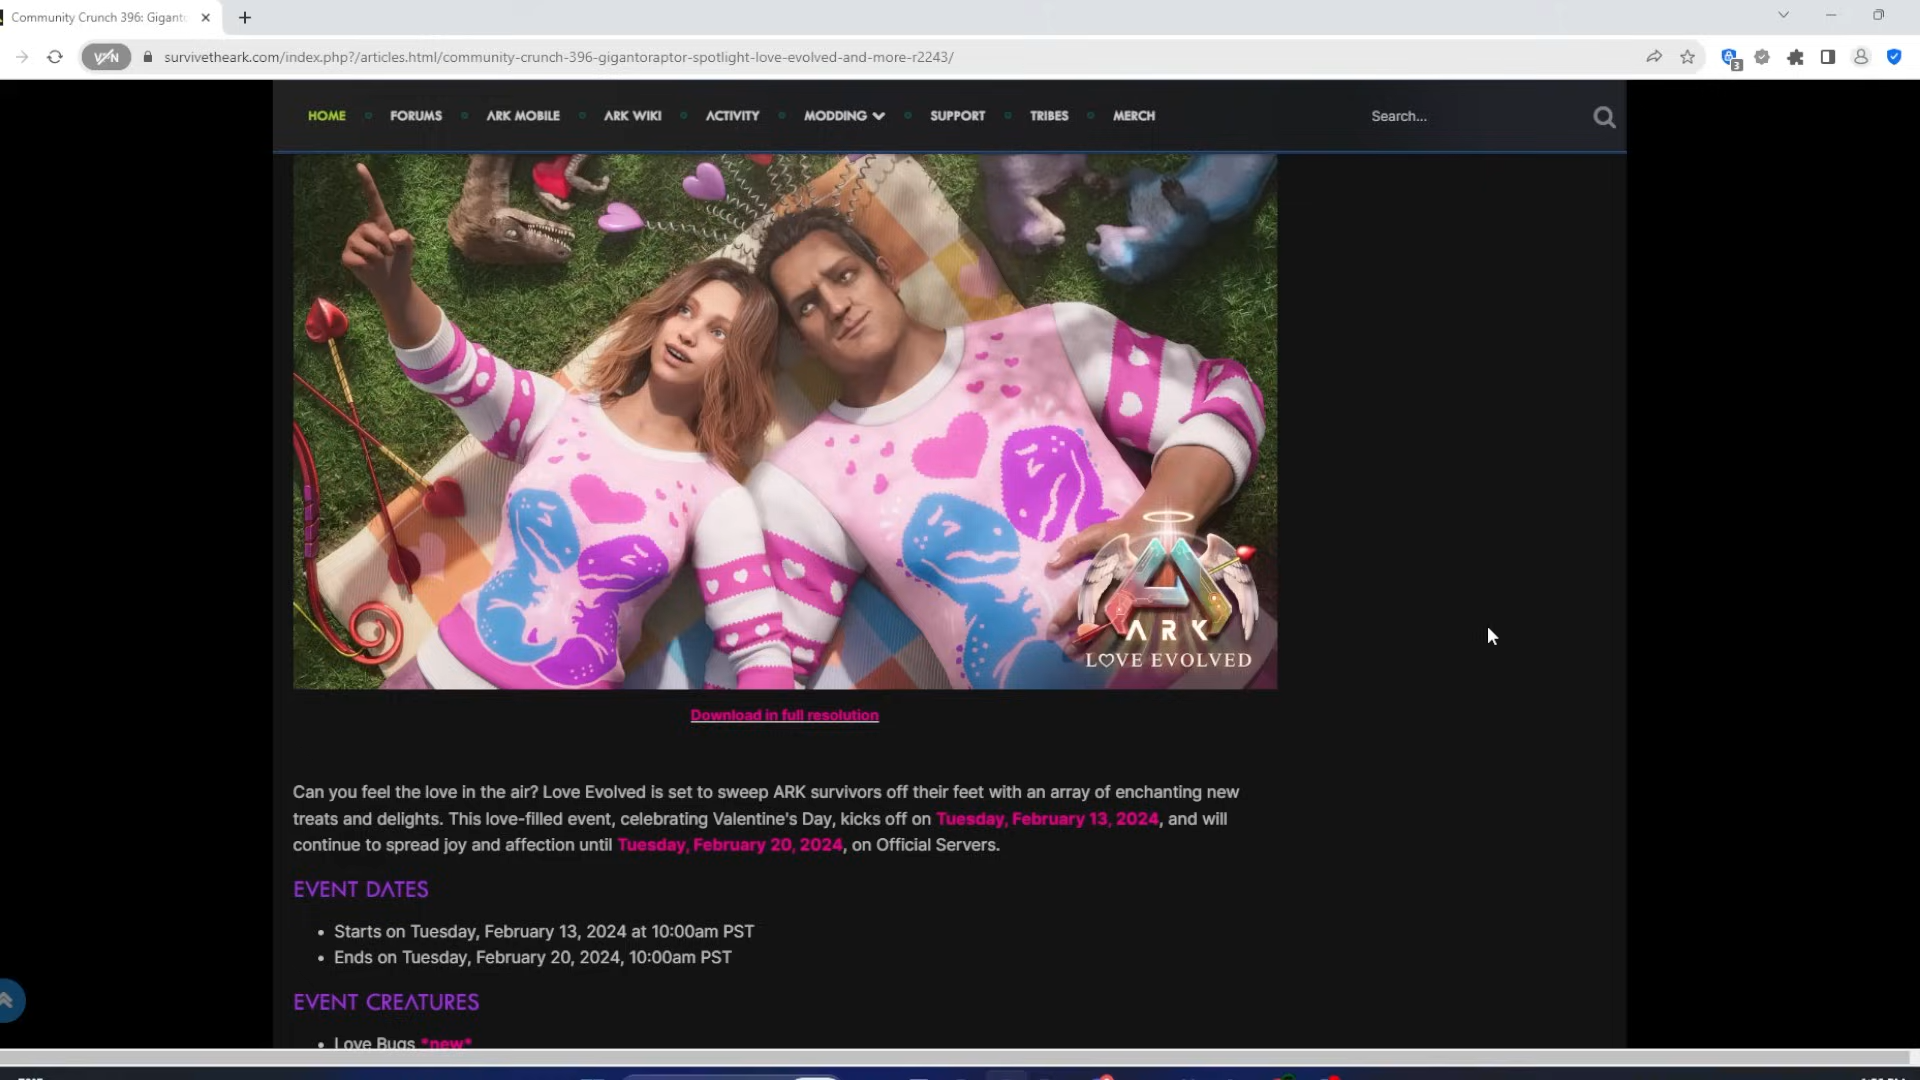 Community Crunch 396: Gigant
VPN
survivetheark.com/index.php?/articles.html/community-crunch-396-gigantoraptor-spotlight-love-evolved-and-more-r2243/
3
HOME
FORUMS
ARK MOBILE
ARK WIKI
ACTIVITY
MODDING
SUPPORT
TRIBES
MERCH
Search...
ARK
LOVE EVOLVED
Download in full resolution
Can you feel the love in the air? Love Evolved is set to sweep ARK survivors off their feet with an array of enchanting new
treats and delights. This love-filled event, celebrating Valentine's Day, kicks off on Tuesday, February 13, 2024, and will
continue to spread joy and affection until Tuesday, February 20, 2024, on Official Servers.
EVENT DATES
• Starts on Tuesday, February 13, 2024 at 10:00am PST
• Ends on Tuesday, February 20, 2024, 10:00am PST
EVENT CREATURES
• Love Bugs *new*